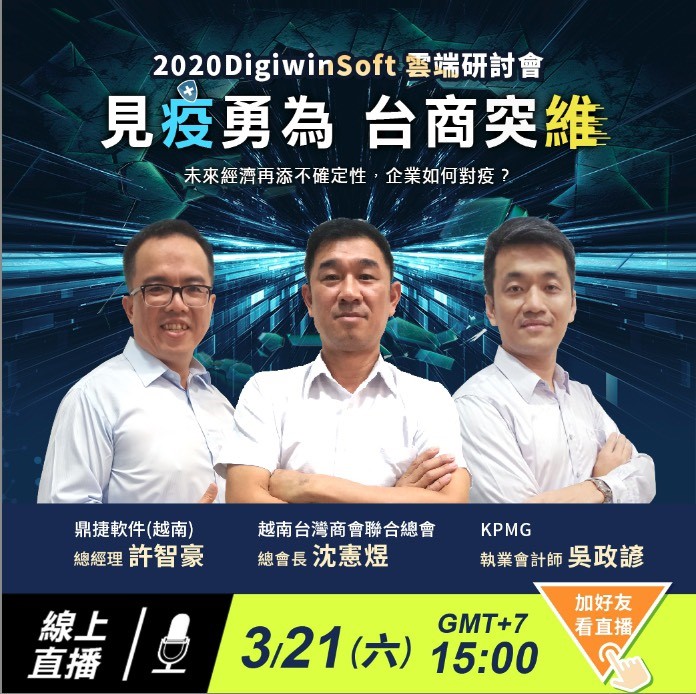 2020DigiwinSoft 雲端研討會
見疫勇為 台商突維
未來經濟再添不確定性，企業如何對疫？
鼎捷軟件(越南)
總經理 許智豪
越南台灣商會聯合總會
總會長 沈憲煜
KPMG
執業會計師 吳政諺
線上
直播
3/21(六)
GMT+7
15:00
加好友
看直播